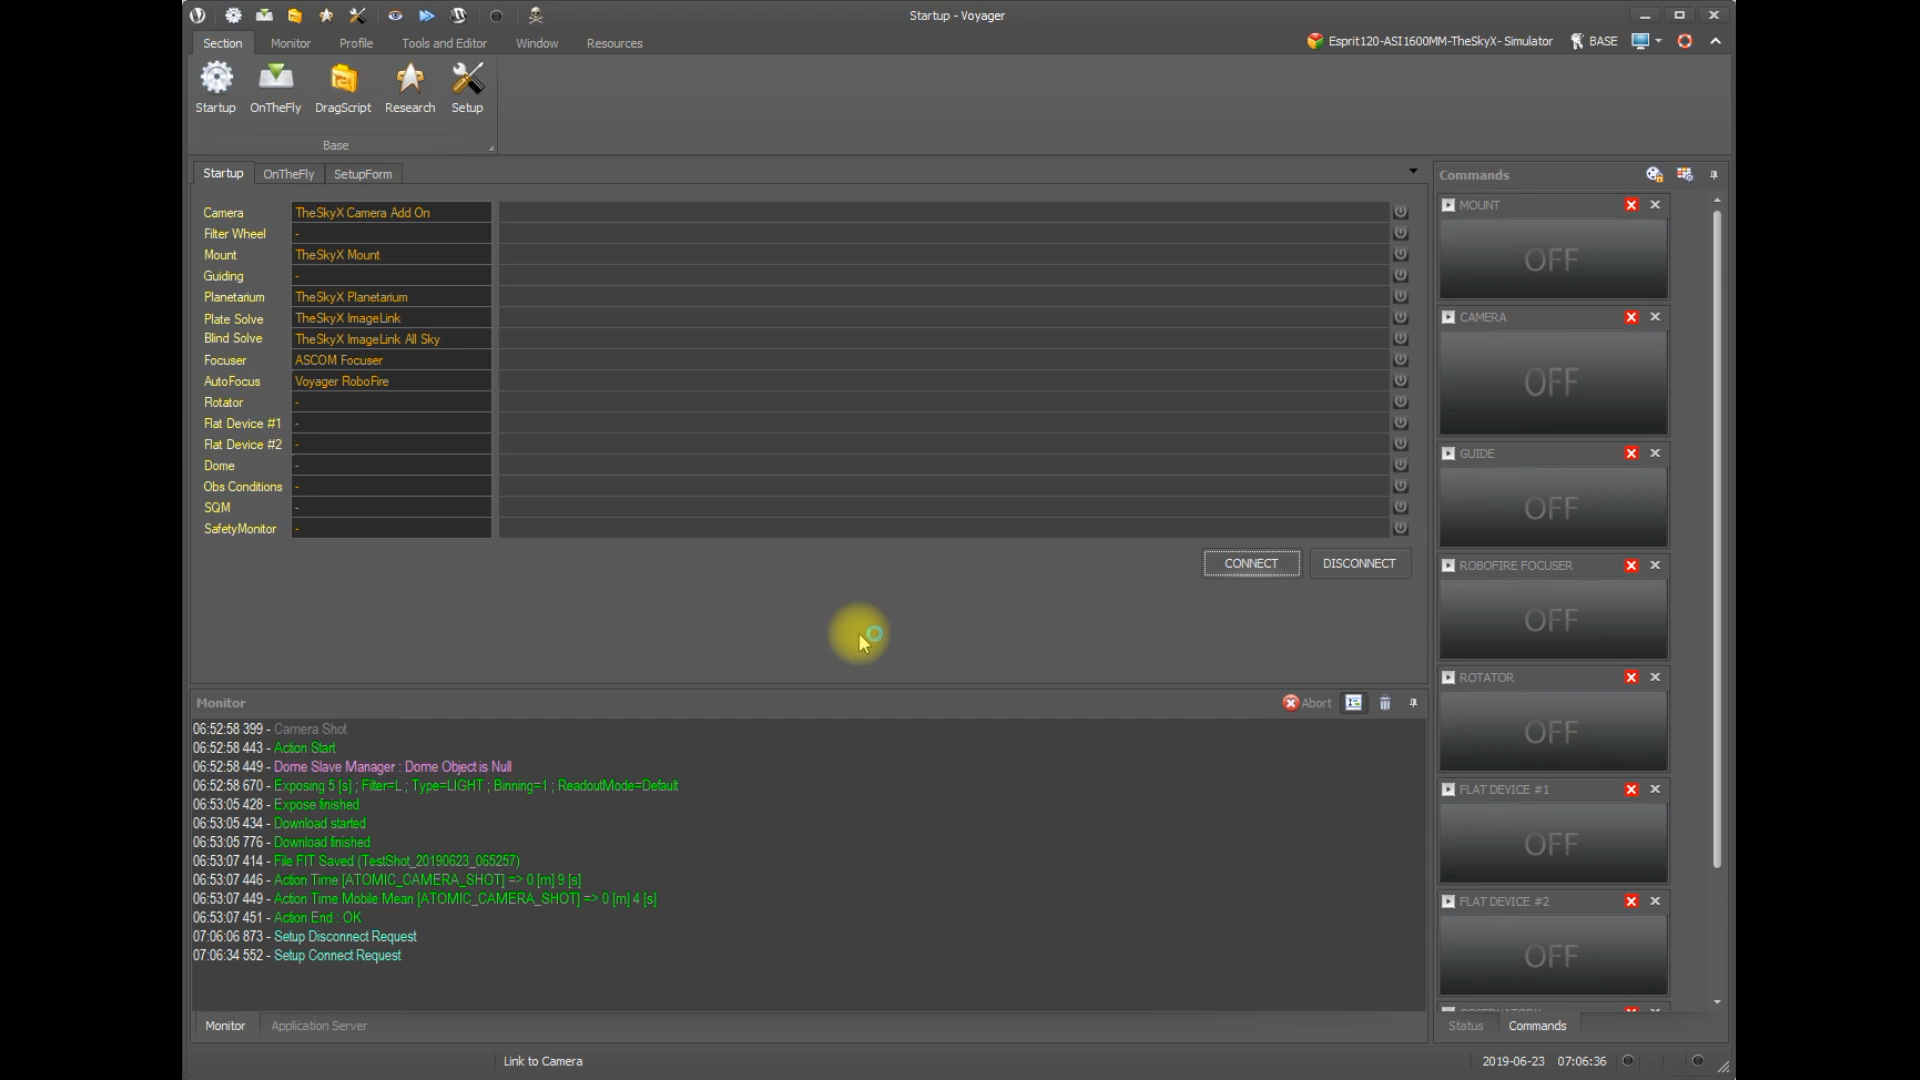 Startup - Voyager
Section Monitor Profile Tools and Editor Window Resources
Esprit120-ASI1600MM-TheSkyX- Simulator BASE
Startup OnTheFly DragScript Research Setup
Base
Startup OnTheFly SetupForm
Camera TheSkyX Camera Add On
Filter Wheel -
Mount TheSkyX Mount
Guiding -
Planetarium TheSkyX Planetarium
Plate Solve TheSkyX ImageLink
Blind Solve TheSkyX ImageLink All Sky
Focuser ASCOM Focuser
AutoFocus Voyager RoboFire
Rotator -
Flat Device #1 -
Flat Device #2 -
Dome -
Obs Conditions -
SQM -
SafetyMonitor -
CONNECT DISCONNECT
Monitor
Abort
06:52:58 399 - Camera Shot
06:52:58 443 - Action Start
06:52:58 449 - Dome Slave Manager : Dome Object is Null
06:52:58 670 - Exposing 5 [s] ; Filter=L ; Type=LIGHT ; Binning=1 ; ReadoutMode=Default
06:53:05 428 - Expose finished
06:53:05 434 - Download started
06:53:05 776 - Download finished
06:53:07 414 - File FIT Saved (TestShot_20190623_065257)
06:53:07 446 - Action Time [ATOMIC_CAMERA_SHOT] => 0 [m] 9 [s]
06:53:07 449 - Action Time Mobile Mean [ATOMIC_CAMERA_SHOT] => 0 [m] 4 [s]
06:53:07 451 - Action End : OK
07:06:06 873 - Setup Disconnect Request
07:06:34 552 - Setup Connect Request
Monitor Application Server
Commands
MOUNT
OFF
CAMERA
OFF
GUIDE
OFF
ROBOFIRE FOCUSER
OFF
ROTATOR
OFF
FLAT DEVICE #1
OFF
FLAT DEVICE #2
OFF
Status Commands
Link to Camera
2019-06-23 07:06:36